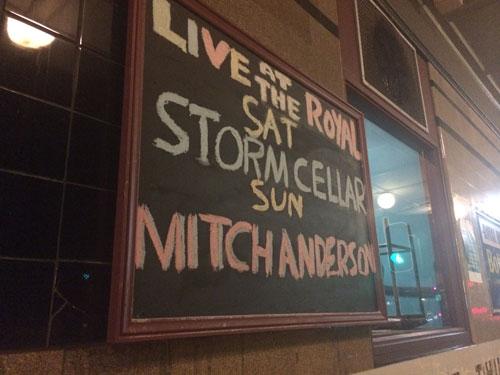 LIVE AT
THE ROYAL
SAT
STORM CELLAR
SUN
MITCH ANDERSON